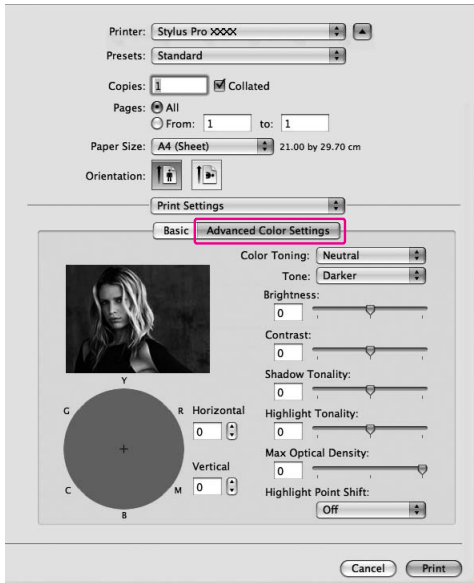 Printer: Stylus Pro XXXX
Presets: Standard
Copies: 1 Collated
Pages: All
From: 1 to: 1
Paper Size: A4 (Sheet) 21.00 by 29.70 cm
Orientation:
Print Settings
Basic Advanced Color Settings
Color Toning: Neutral
Tone: Darker
Brightness:
0
Contrast:
0
Shadow Tonality:
0
Highlight Tonality:
0
Max Optical Density:
0
Highlight Point Shift:
Off
Y
G R
C M
B
Horizontal
0
Vertical
0
Cancel Print